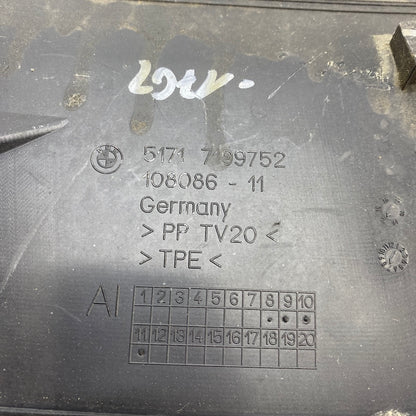 5171 7199752
108086 - 11
Germany
> PP TV20 <
> TPE <
AI
1 2 3 4 5 6 7 8 9 10
11 12 13 14 15 16 17 18 19 20